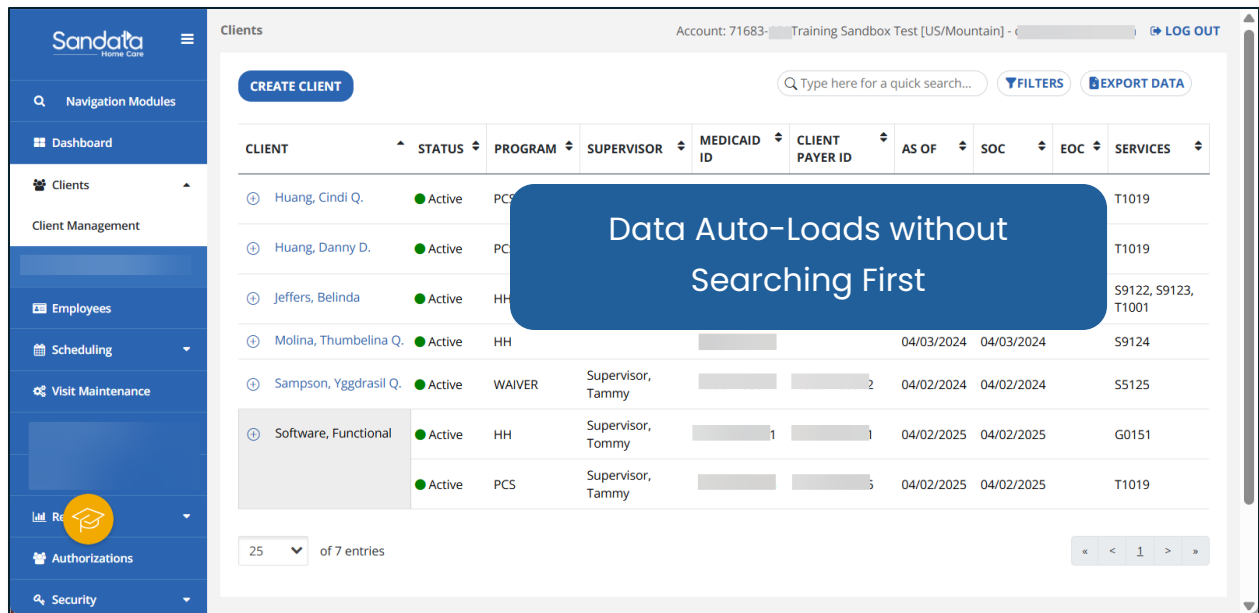 Sandata
Home Care
Clients
Account: 71683- Training Sandbox Test [US/Mountain] -
LOG OUT
Navigation Modules
Dashboard
Clients
Client Management
Employees
Scheduling
Visit Maintenance
Authorizations
Security
CREATE CLIENT
Type here for a quick search...
FILTERS
EXPORT DATA
CLIENT STATUS PROGRAM SUPERVISOR MEDICAID ID CLIENT PAYER ID AS OF SOC EOC SERVICES
Huang, Cindi Q. Active PCS T1019
Huang, Danny D. Active T1019
Jeffers, Belinda Active HH S9122, S9123,
T1001
Data Auto-Loads without
Searching First
Molina, Thumbelina Q. Active HH 04/03/2024 04/03/2024 S9124
Sampson, Yggdrasil Q. Active WAIVER Supervisor, Tammy 2 04/02/2024 04/02/2024 S5125
Software, Functional Active HH Supervisor, Tommy 1 1 04/02/2025 04/02/2025 G0151
Active PCS Supervisor, Tammy 04/02/2025 04/02/2025 T1019
25 of 7 entries
« < 1 > »